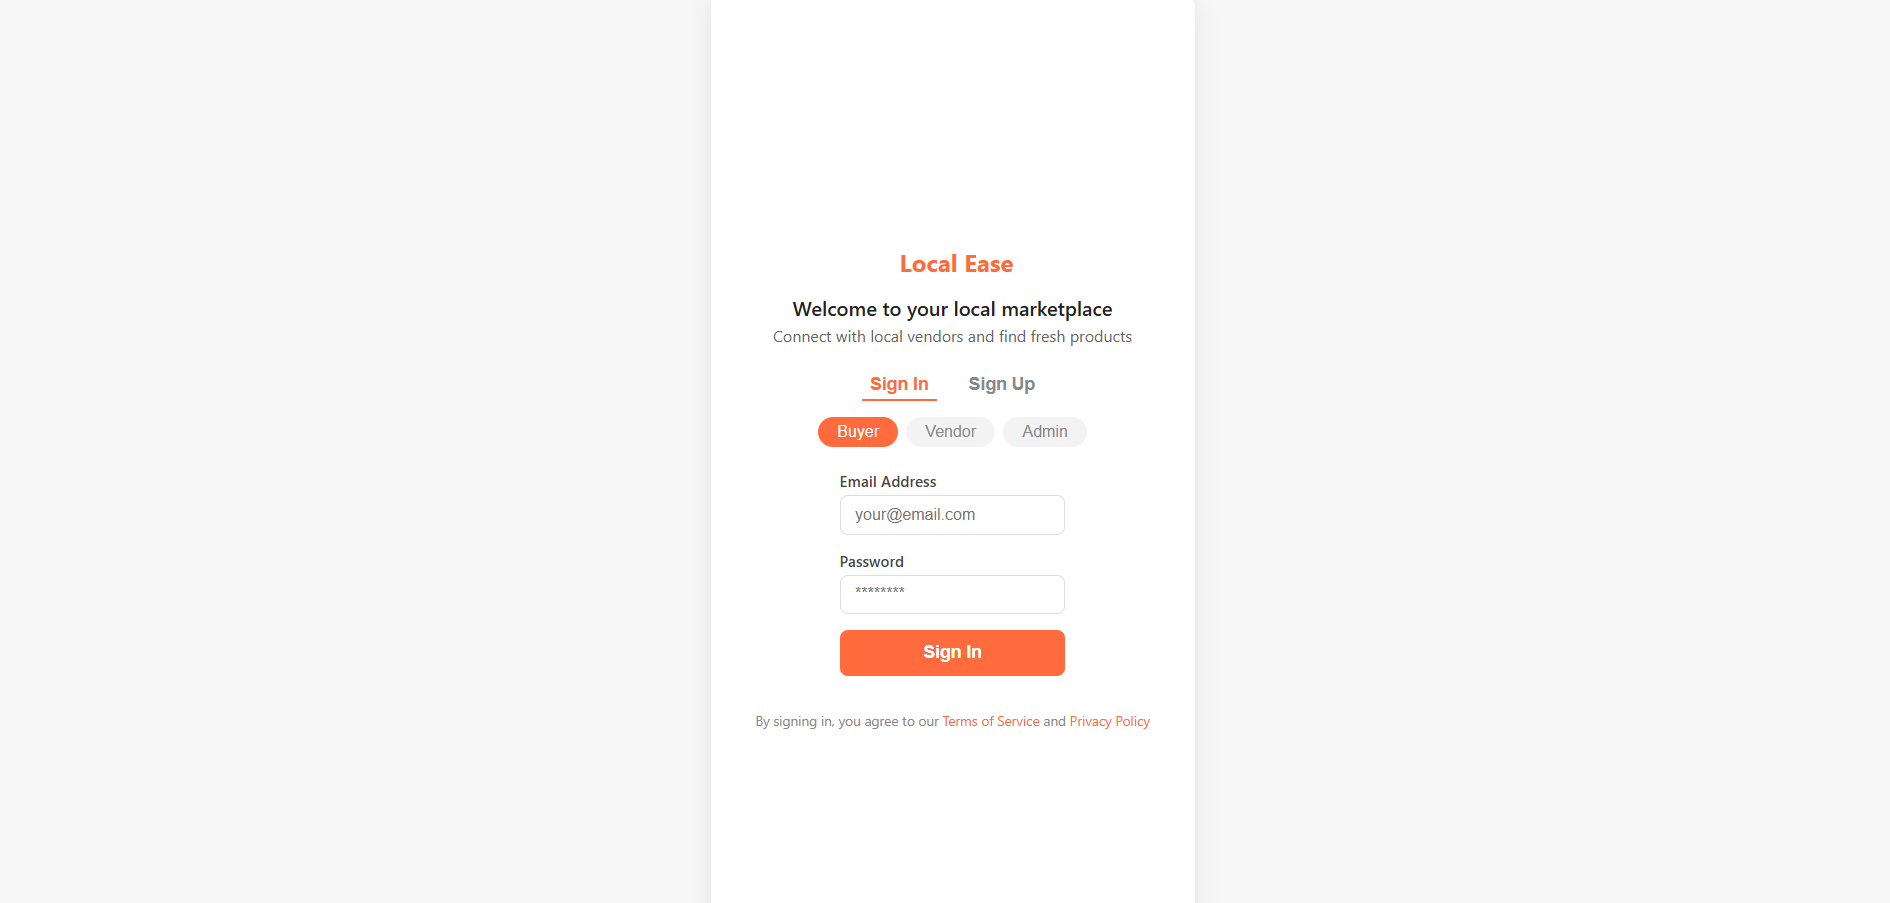 Local Ease
Welcome to your local marketplace
Connect with local vendors and find fresh products
Sign In Sign Up
Buyer Vendor Admin
Email Address
your@email.com
Password
********
Sign In
By signing in, you agree to our Terms of Service and Privacy Policy